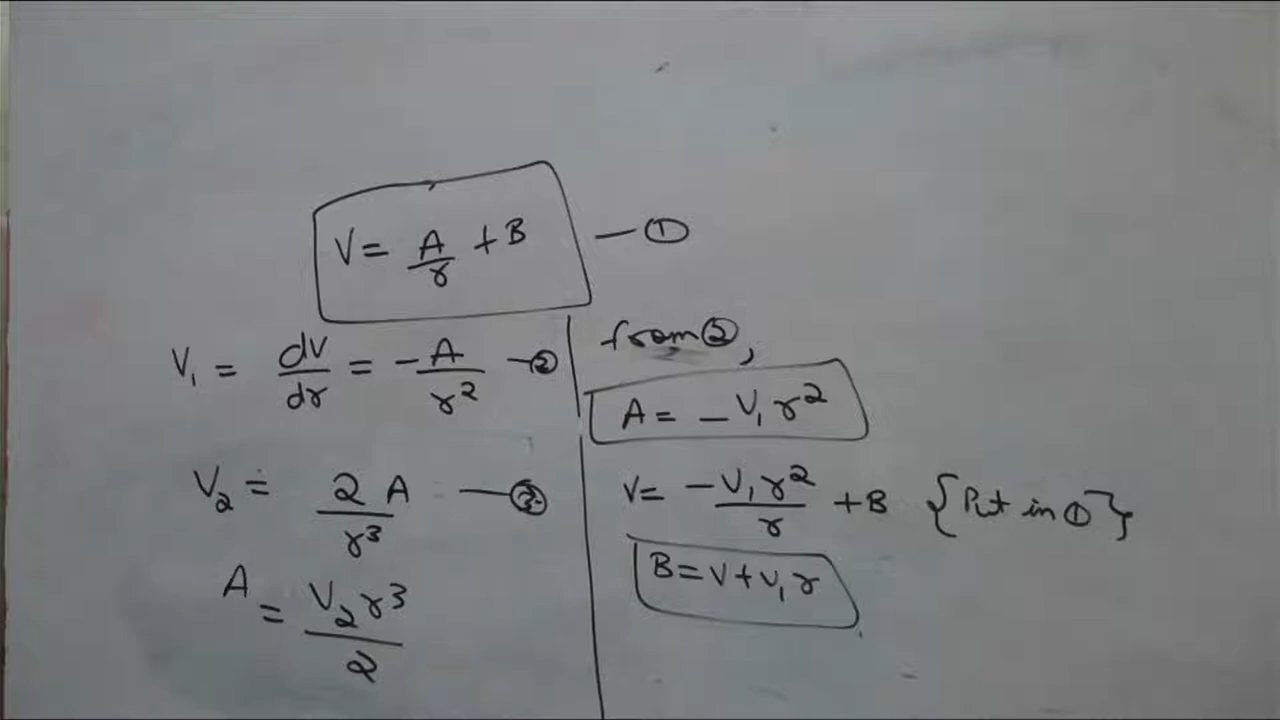 V = A/r + B — ①
V₁ = dV/dr = -A/r² — ②
V₂ = 2A/r³ — ③
A = V₂r³/2
from ②,
A = -V₁r²
V = -V₁r²/r + B {Put in ①}
B = V + V₁r